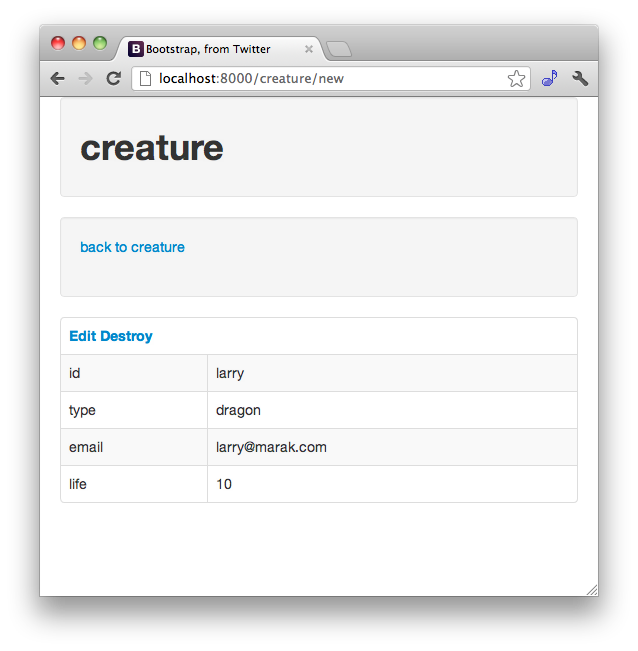 B Bootstrap, from Twitter
localhost:8000/creature/new
creature
back to creature
Edit Destroy
id larry
type dragon
email larry@marak.com
life 10